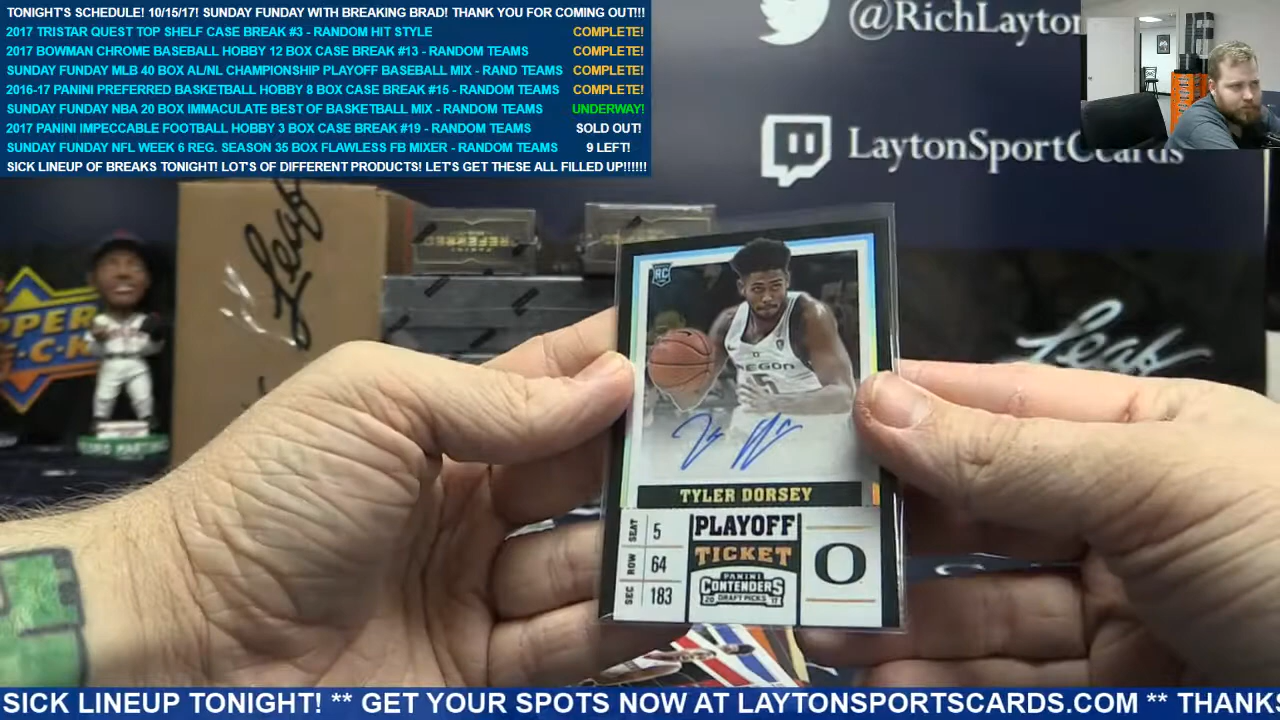 TONIGHT'S SCHEDULE! 10/15/17! SUNDAY FUNDAY WITH BREAKING BRAD! THANK YOU FOR COMING OUT!!!
2017 TRISTAR QUEST TOP SHELF CASE BREAK #3 - RANDOM HIT STYLE COMPLETE!
2017 BOWMAN CHROME BASEBALL HOBBY 12 BOX CASE BREAK #13 - RANDOM TEAMS COMPLETE!
SUNDAY FUNDAY MLB 40 BOX AL/NL CHAMPIONSHIP PLAYOFF BASEBALL MIX - RAND TEAMS COMPLETE!
2016-17 PANINI PREFERRED BASKETBALL HOBBY 8 BOX CASE BREAK #15 - RANDOM TEAMS COMPLETE!
SUNDAY FUNDAY NBA 20 BOX IMMACULATE BEST OF BASKETBALL MIX - RANDOM TEAMS UNDERWAY!
2017 PANINI IMPECCABLE FOOTBALL HOBBY 3 BOX CASE BREAK #19 - RANDOM TEAMS SOLD OUT!
SUNDAY FUNDAY NFL WEEK 6 REG. SEASON 35 BOX FLAWLESS FB MIXER - RANDOM TEAMS 9 LEFT!
SICK LINEUP OF BREAKS TONIGHT! LOT'S OF DIFFERENT PRODUCTS! LET'S GET THESE ALL FILLED UP!!!!!!
@RichLayton
LaytonSportCcards
Leaf
Leaf
RC
5
TYLER DORSEY
SEAT 5
ROW 64
SEC 183
PLAYOFF
TICKET
PANINI
CONTENDERS
20 DRAFT PICKS 17
O
SICK LINEUP TONIGHT! ** GET YOUR SPOTS NOW AT LAYTONSPORTSCARDS.COM ** THANKS